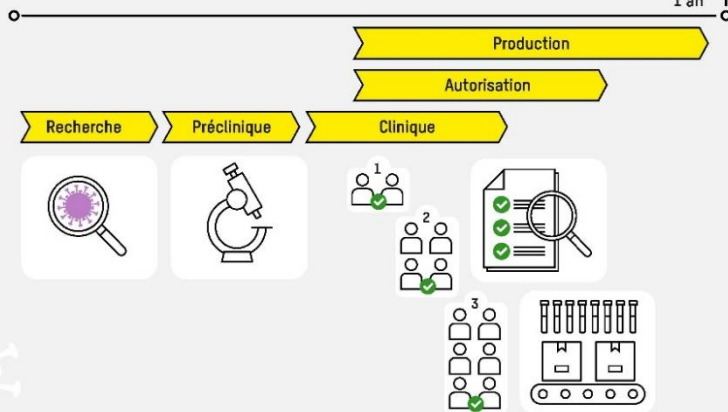 1 an
Production
Autorisation
Recherche Préclinique Clinique
1
2
3